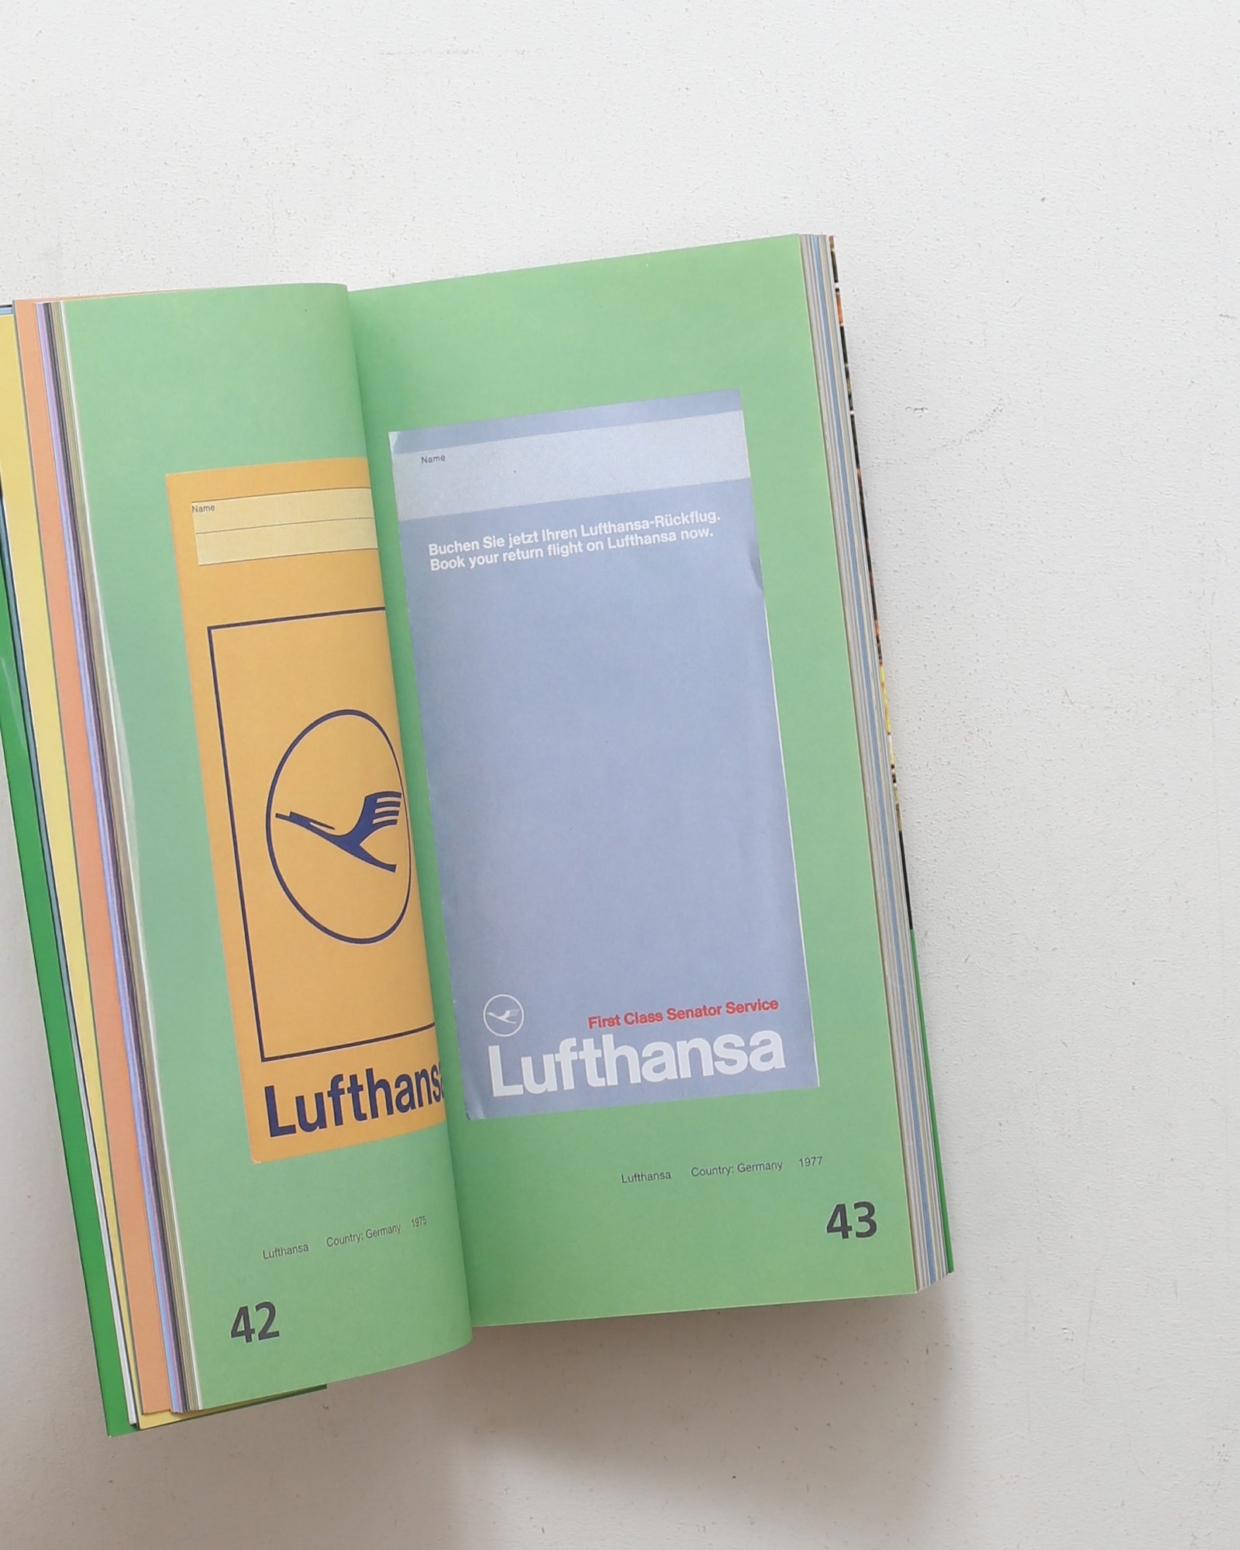 Name
Lufthans
Lufthansa Country: Germany 1975
42
Name
Buchen Sie jetzt Ihren Lufthansa-Rückflug.
Book your return flight on Lufthansa now.
First Class Senator Service
Lufthansa
Lufthansa Country: Germany 1977
43